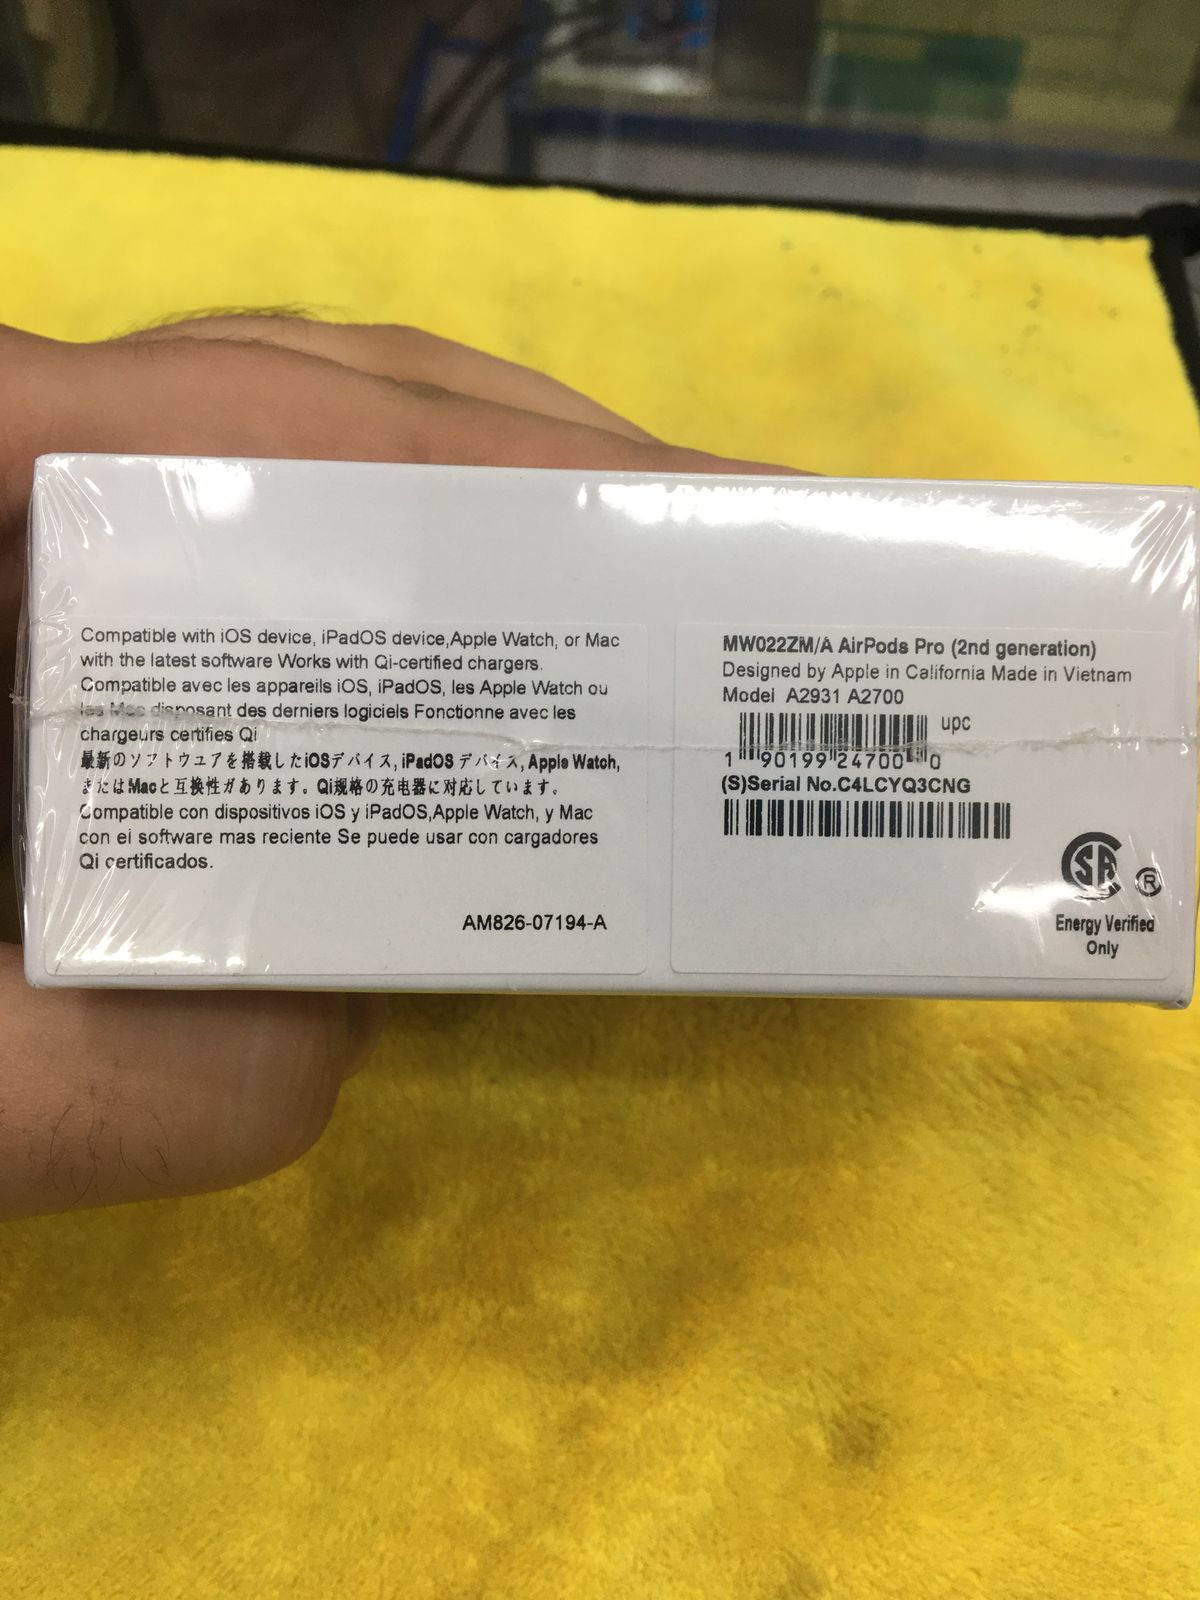 Compatible with iOS device, iPadOS device,Apple Watch, or Mac
with the latest software Works with Qi-certified chargers.
Compatible avec les appareils iOS, iPadOS, les Apple Watch ou
les Mac disposant des derniers logiciels Fonctionne avec les
chargeurs certifies Qi
最新のソフトウエアを搭載したiOSデバイス, iPadOS デバイス, Apple Watch,
またはMacと互換性ガあります。Qi規格の充电器に対応しています。
Compatible con dispositivos iOS y iPadOS,Apple Watch, y Mac
con ei software mas reciente Se puede usar con cargadores
Qi certificados.
AM826-07194-A
MW022ZM/A AirPods Pro (2nd generation)
Designed by Apple in California Made in Vietnam
Model A2931 A2700
upc
1 90199 24700 0
(S)Serial No.C4LCYQ3CNG
SA ®
Energy Verified
Only